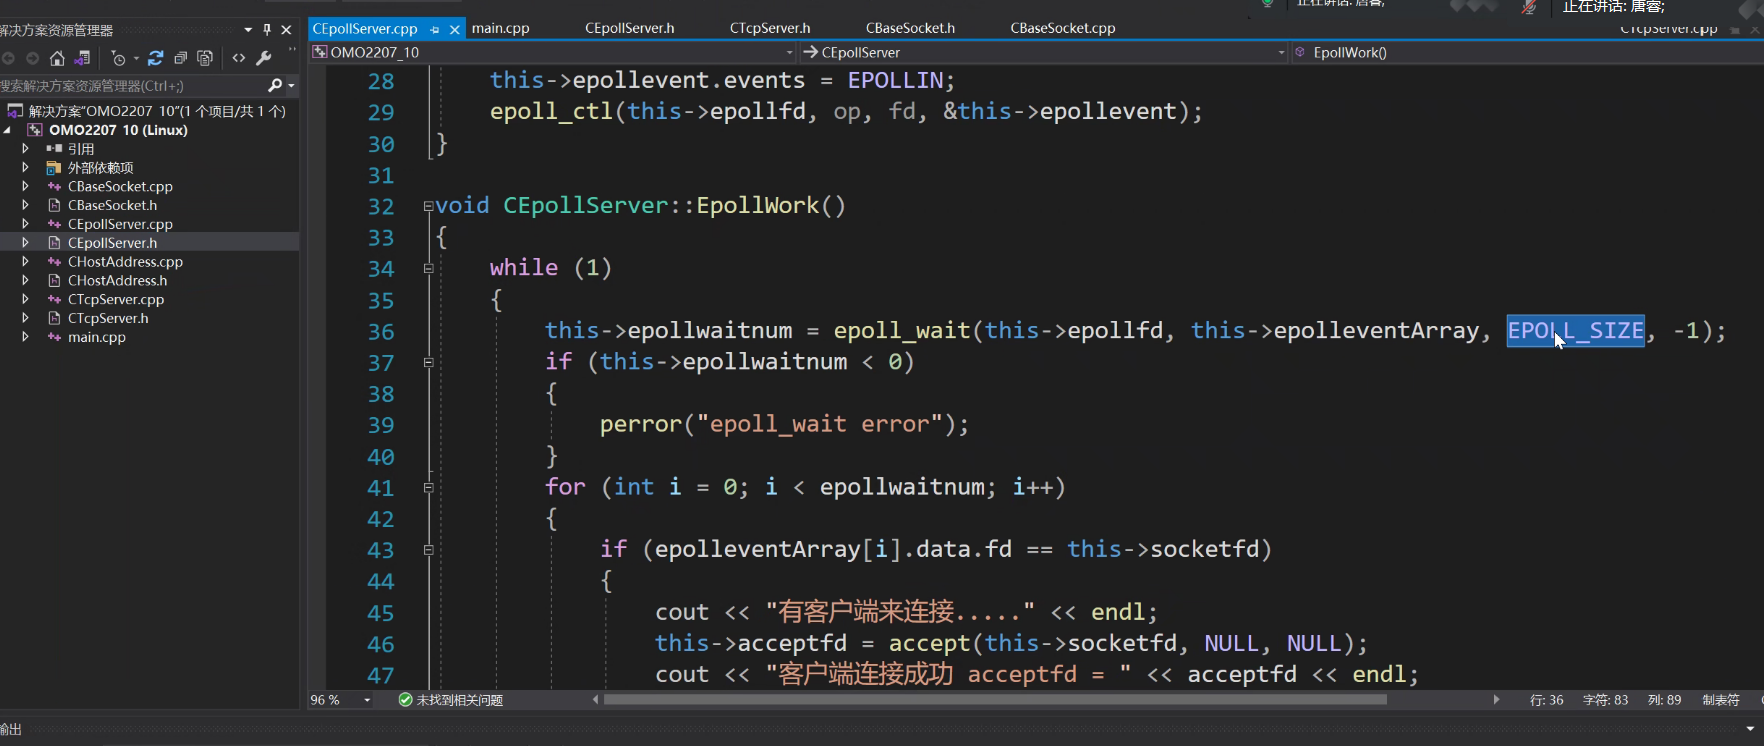 正在讲话: 唐容;
正在讲话: 唐容;
解决方案资源管理器
CEpollServer.cpp main.cpp CEpollServer.h CTcpServer.h CBaseSocket.h CBaseSocket.cpp CTcpServer.cpp
OMO2207_10 CEpollServer EpollWork()
搜索解决方案资源管理器(Ctrl+;)
解决方案"OMO2207_10"(1 个项目/共 1 个)
OMO2207_10 (Linux)
引用
外部依赖项
CBaseSocket.cpp
CBaseSocket.h
CEpollServer.cpp
CEpollServer.h
CHostAddress.cpp
CHostAddress.h
CTcpServer.cpp
CTcpServer.h
main.cpp
28 this->epollevent.events = EPOLLIN;
29 epoll_ctl(this->epollfd, op, fd, &this->epollevent);
30 }
31
32 void CEpollServer::EpollWork()
33 {
34 while (1)
35 {
36 this->epollwaitnum = epoll_wait(this->epollfd, this->epolleventArray, EPOLL_SIZE, -1);
37 if (this->epollwaitnum < 0)
38 {
39 perror("epoll_wait error");
40 }
41 for (int i = 0; i < epollwaitnum; i++)
42 {
43 if (epolleventArray[i].data.fd == this->socketfd)
44 {
45 cout << "有客户端来连接....." << endl;
46 this->acceptfd = accept(this->socketfd, NULL, NULL);
47 cout << "客户端连接成功 acceptfd = " << acceptfd << endl;
96 % 未找到相关问题 行: 36 字符: 83 列: 89 制表符
输出